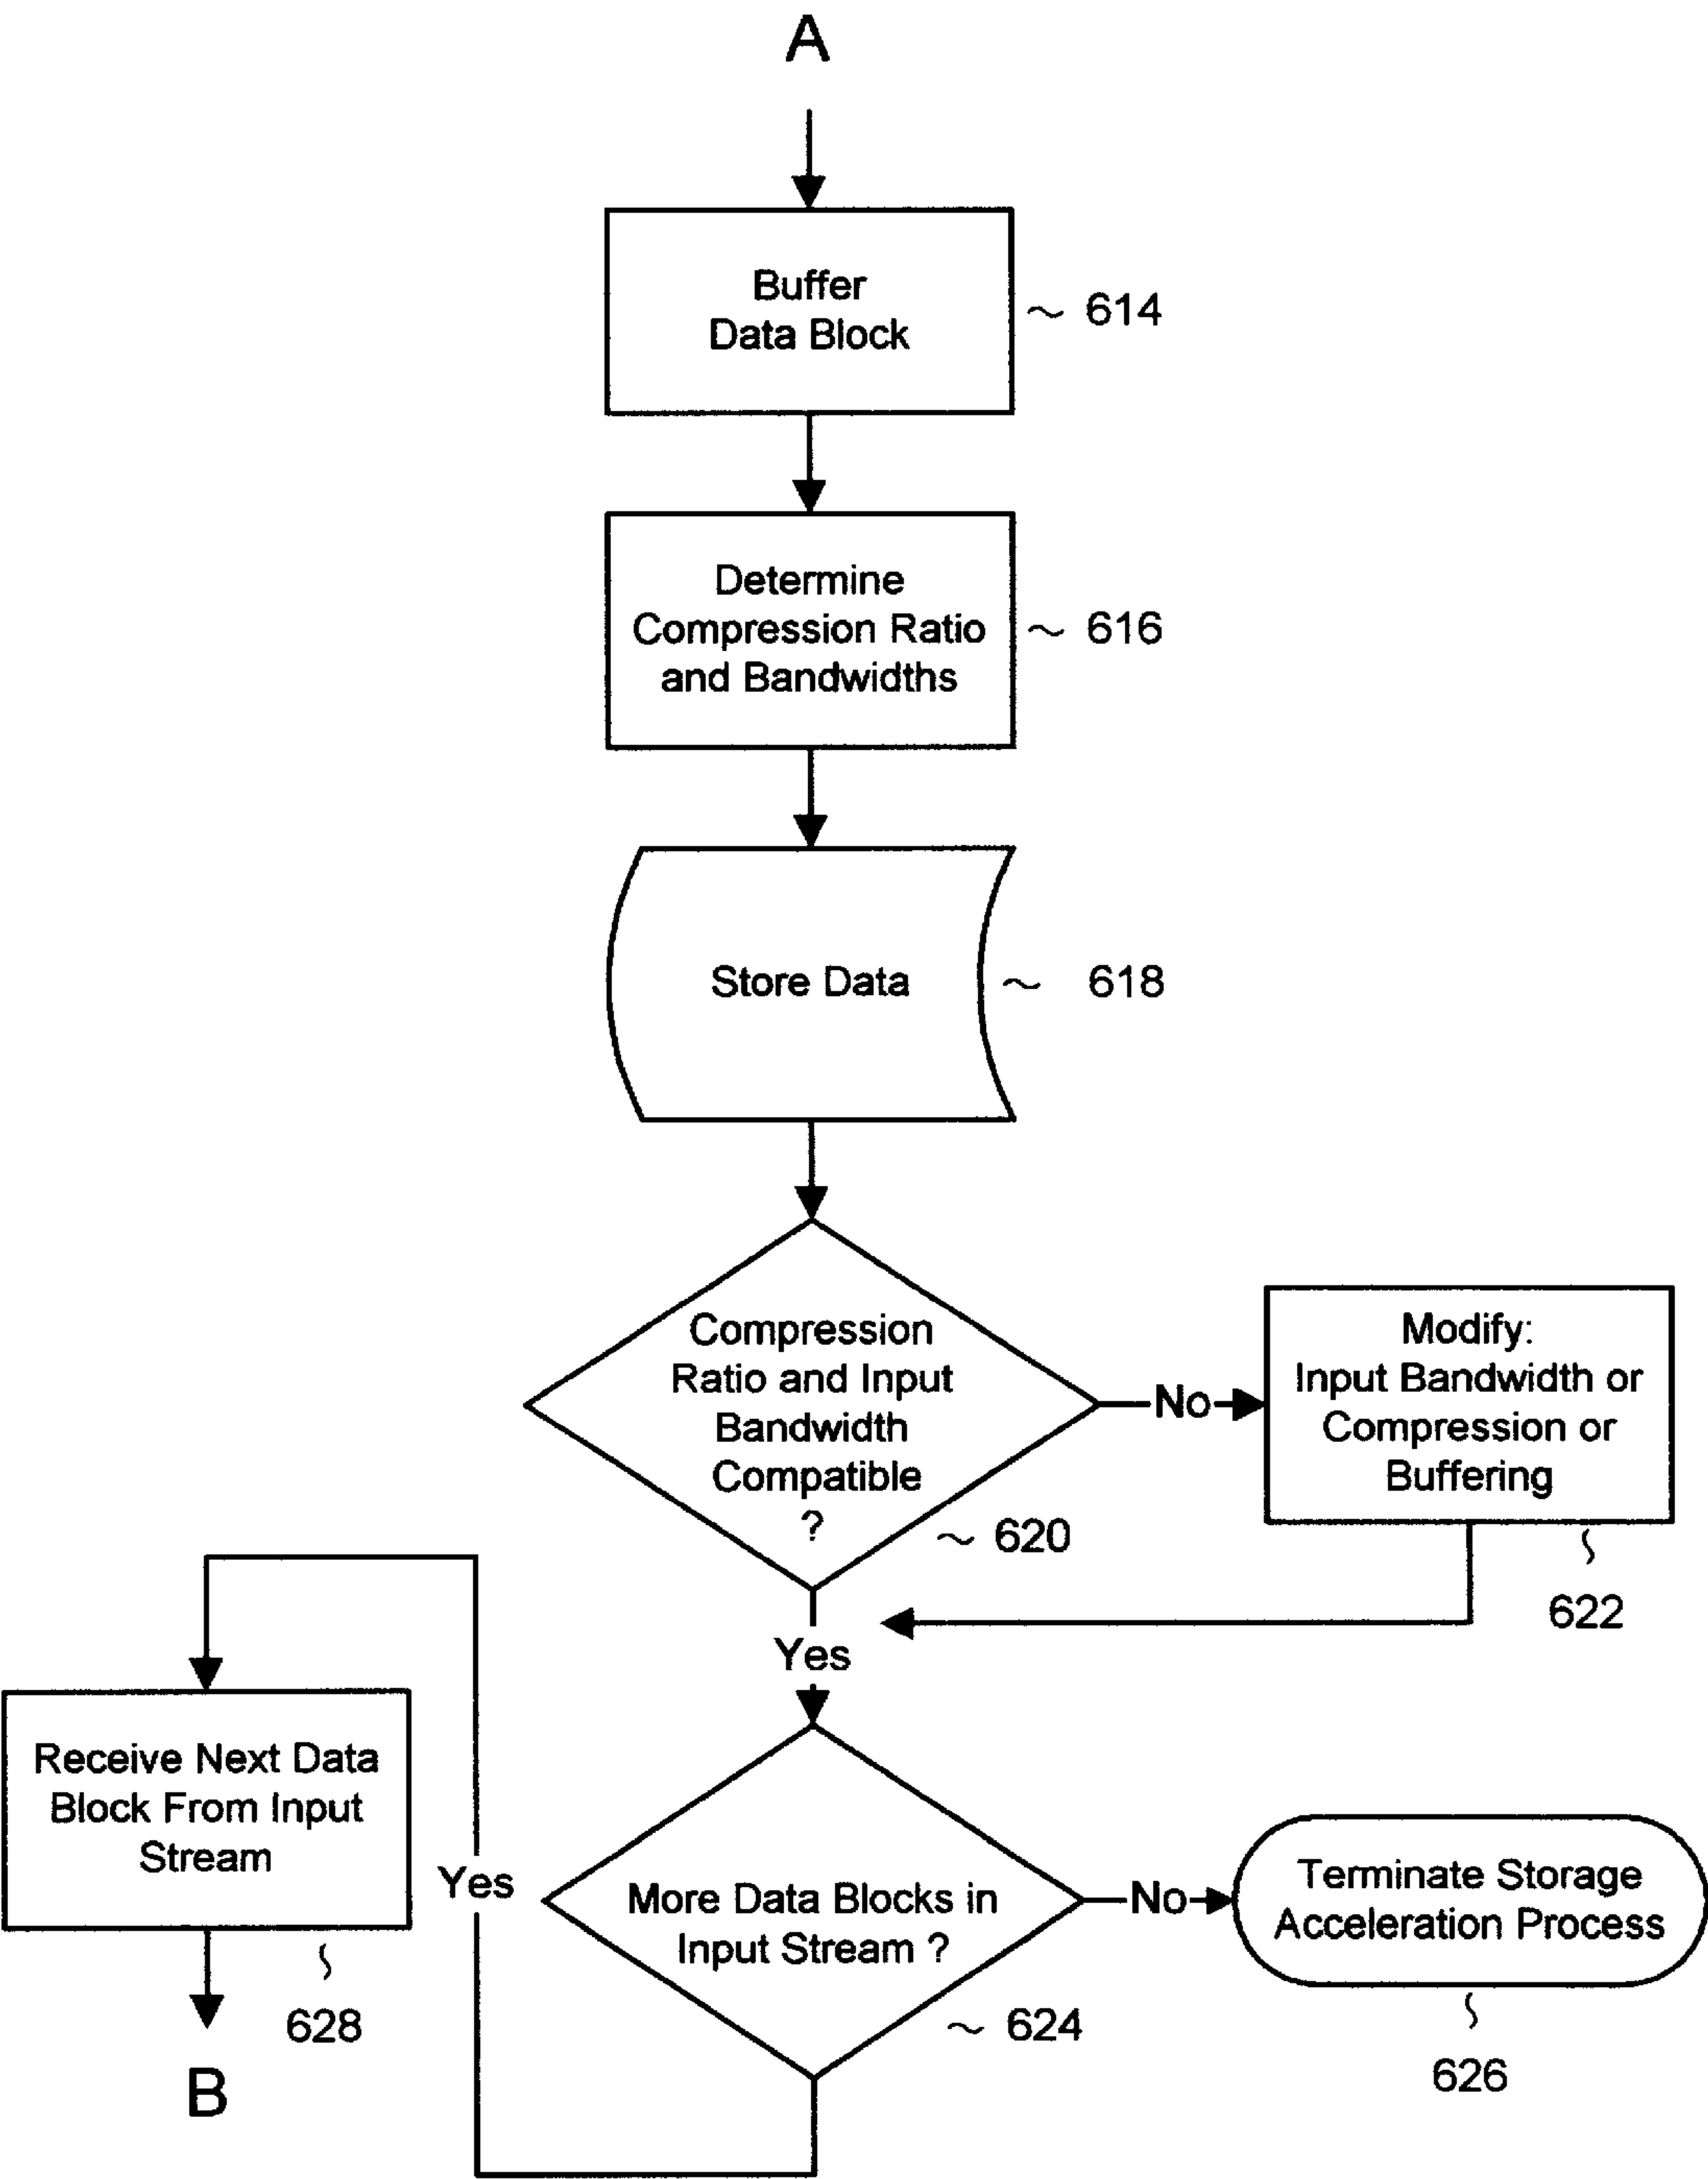 A
Buffer
Data Block
~ 614
Determine
Compression Ratio
and Bandwidths
~ 616
Store Data
~ 618
Compression
Ratio and Input
Bandwidth
Compatible
?
~ 620
No
Modify:
Input Bandwidth or
Compression or
Buffering
622
Yes
Receive Next Data
Block From Input
Stream
628
B
Yes
More Data Blocks in
Input Stream ?
~ 624
No
Terminate Storage
Acceleration Process
626